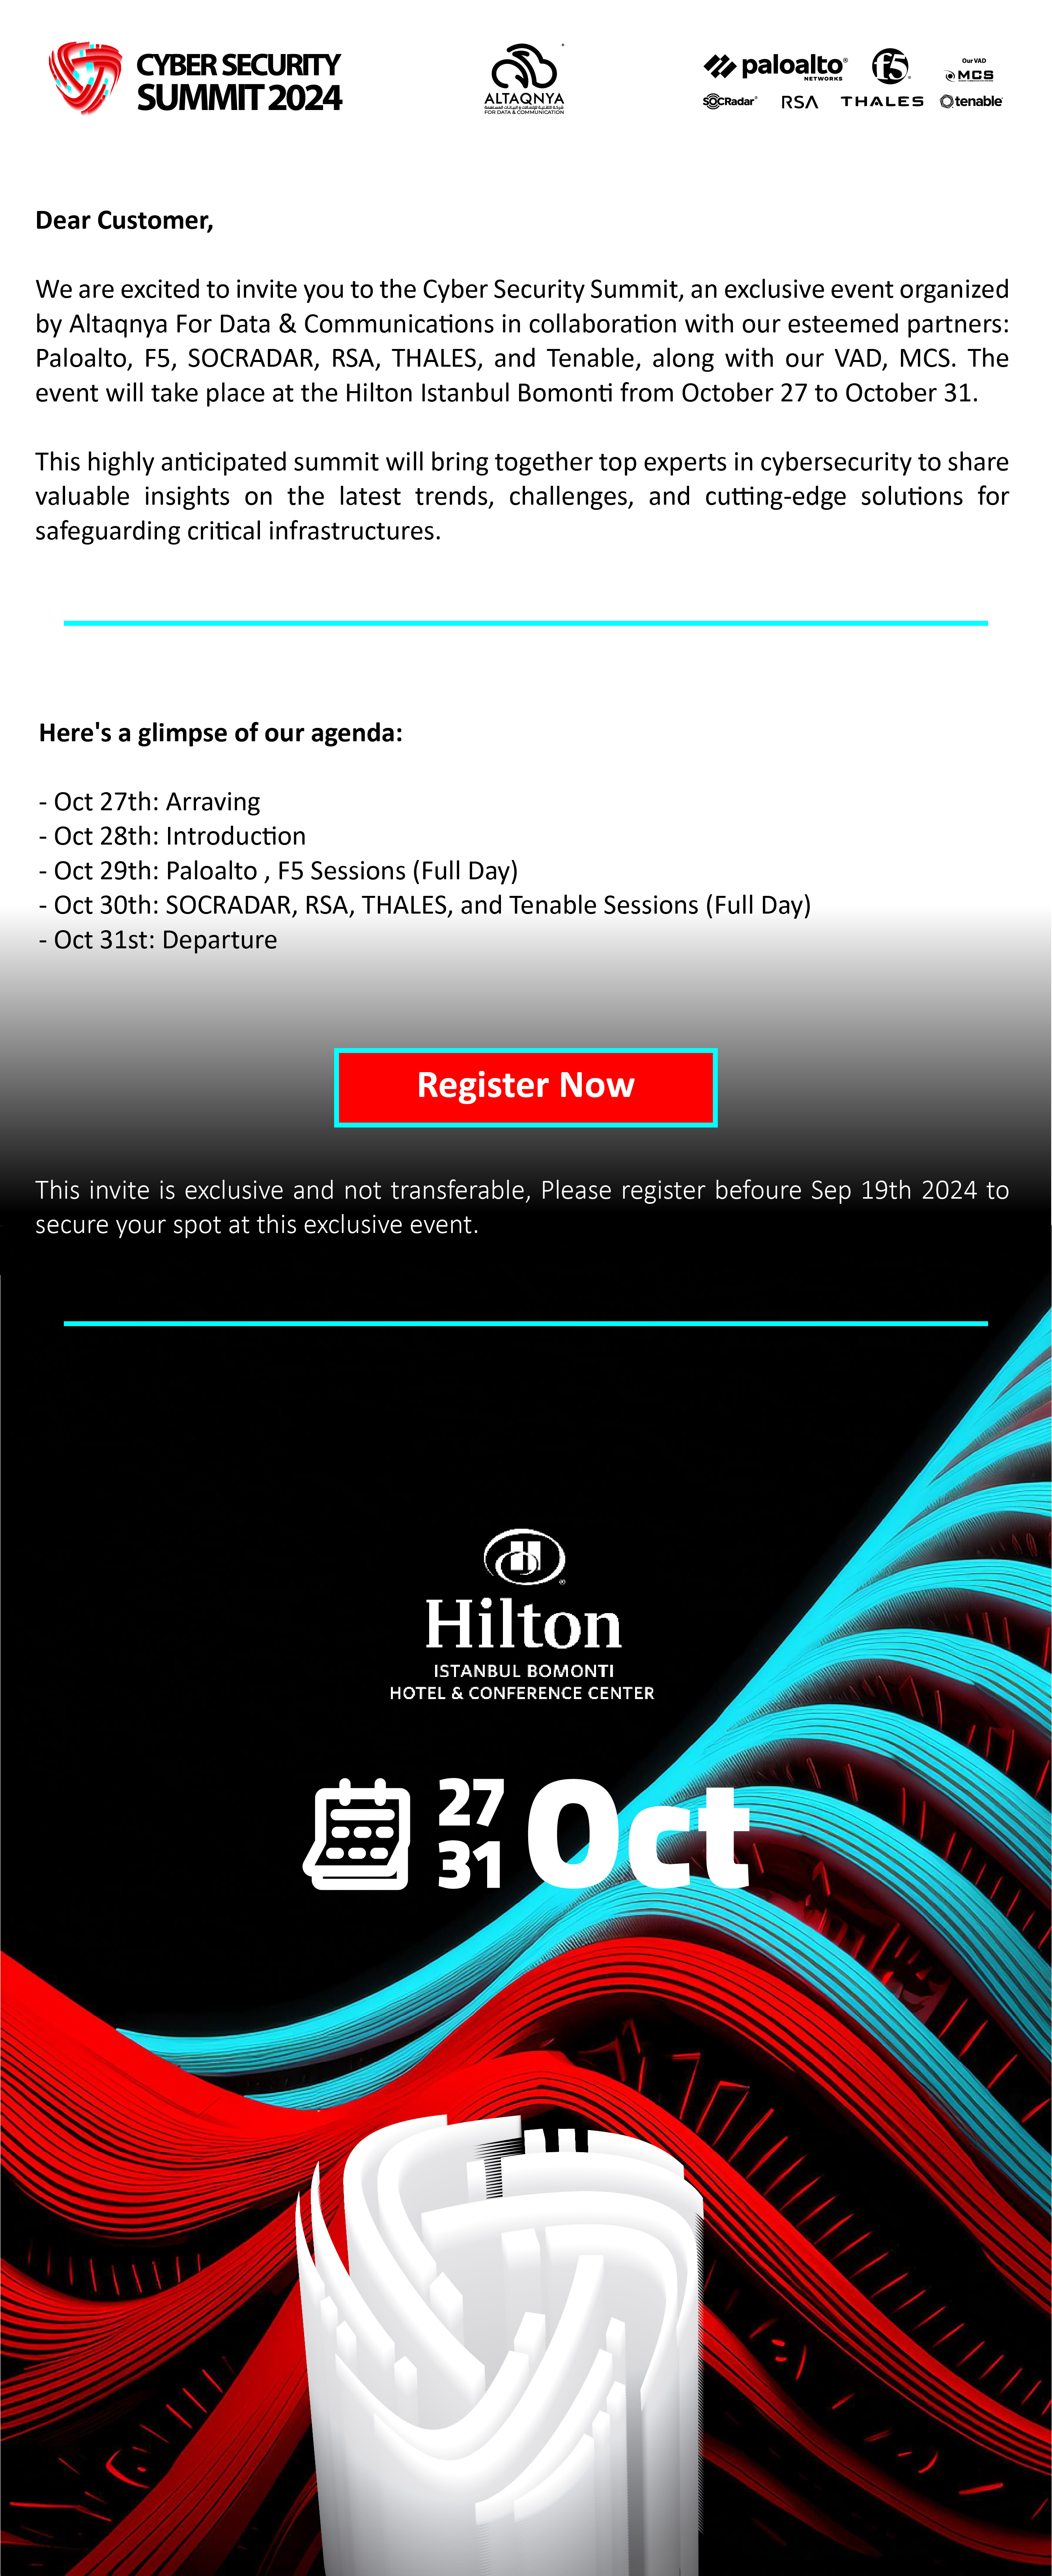 CYBER SECURITY
SUMMIT 2024
ALTAQNYA
FOR DATA & COMMUNICATION
paloalto
NETWORKS
f5
Our VAD
MCS
SOCRadar
RSA
THALES
tenable
Dear Customer,
We are excited to invite you to the Cyber Security Summit, an exclusive event organized
by Altaqnya For Data & Communications in collaboration with our esteemed partners:
Paloalto, F5, SOCRADAR, RSA, THALES, and Tenable, along with our VAD, MCS. The
event will take place at the Hilton Istanbul Bomonti from October 27 to October 31.
This highly anticipated summit will bring together top experts in cybersecurity to share
valuable insights on the latest trends, challenges, and cutting-edge solutions for
safeguarding critical infrastructures.
Here's a glimpse of our agenda:
- Oct 27th: Arraving
- Oct 28th: Introduction
- Oct 29th: Paloalto , F5 Sessions (Full Day)
- Oct 30th: SOCRADAR, RSA, THALES, and Tenable Sessions (Full Day)
- Oct 31st: Departure
Register Now
This invite is exclusive and not transferable, Please register befoure Sep 19th 2024 to
secure your spot at this exclusive event.
Hilton
ISTANBUL BOMONTI
HOTEL & CONFERENCE CENTER
27
31
Oct